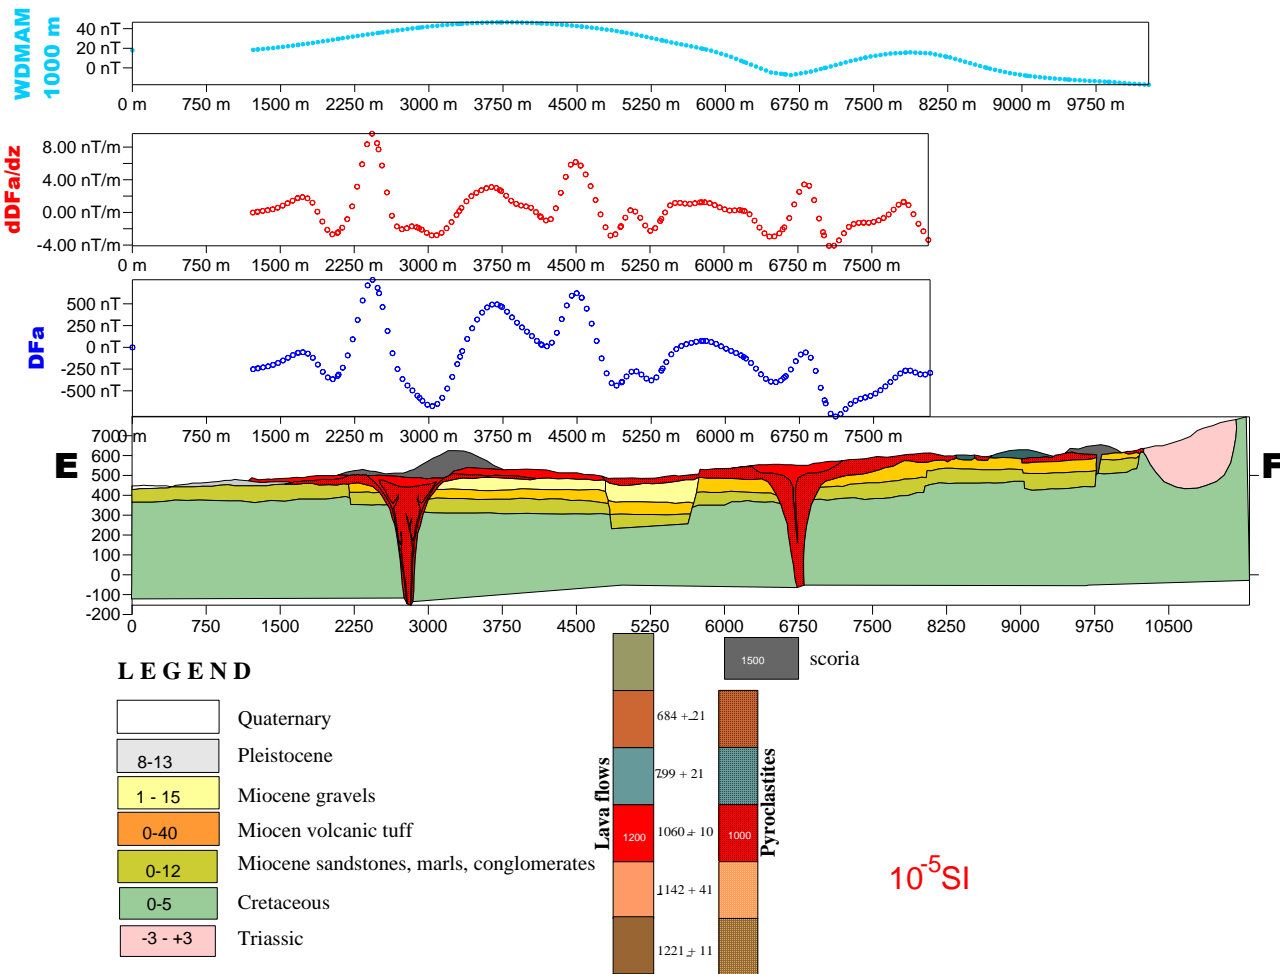 WDMAM
1000 m
40 nT
20 nT
0 nT
0 m 750 m 1500 m 2250 m 3000 m 3750 m 4500 m 5250 m 6000 m 6750 m 7500 m 8250 m 9000 m 9750 m
dDFa/dz
8.00 nT/m
4.00 nT/m
0.00 nT/m
-4.00 nT/m
0 m 750 m 1500 m 2250 m 3000 m 3750 m 4500 m 5250 m 6000 m 6750 m 7500 m
DFa
500 nT
250 nT
0 nT
-250 nT
-500 nT
0 m 750 m 1500 m 2250 m 3000 m 3750 m 4500 m 5250 m 6000 m 6750 m 7500 m
E
F
700
600
500
400
300
200
100
0
-100
-200
0 750 1500 2250 3000 3750 4500 5250 6000 6750 7500 8250 9000 9750 10500
LEGEND
Quaternary
8-13 Pleistocene
1 - 15 Miocene gravels
0-40 Miocen volcanic tuff
0-12 Miocene sandstones, marls, conglomerates
0-5 Cretaceous
-3 - +3 Triassic
Lava flows
1200
684 +.21
799 + 21
1060± 10
1142 + 41
1221 ± 11
Pyroclastites
1000
1500 scoria
10⁻⁵SI